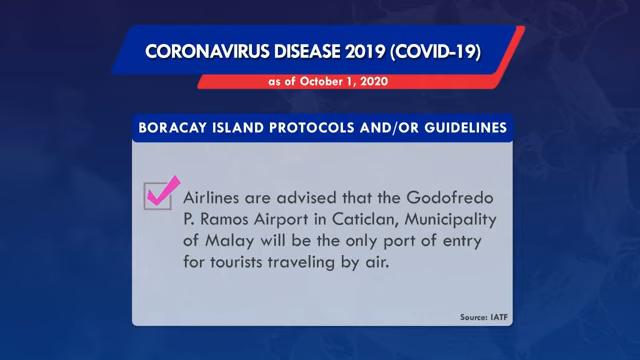 CORONAVIRUS DISEASE 2019 (COVID-19)
as of October 1, 2020
BORACAY ISLAND PROTOCOLS AND/OR GUIDELINES
Airlines are advised that the Godofredo
P. Ramos Airport in Caticlan, Municipality
of Malay will be the only port of entry
for tourists traveling by air.
Source: IATF